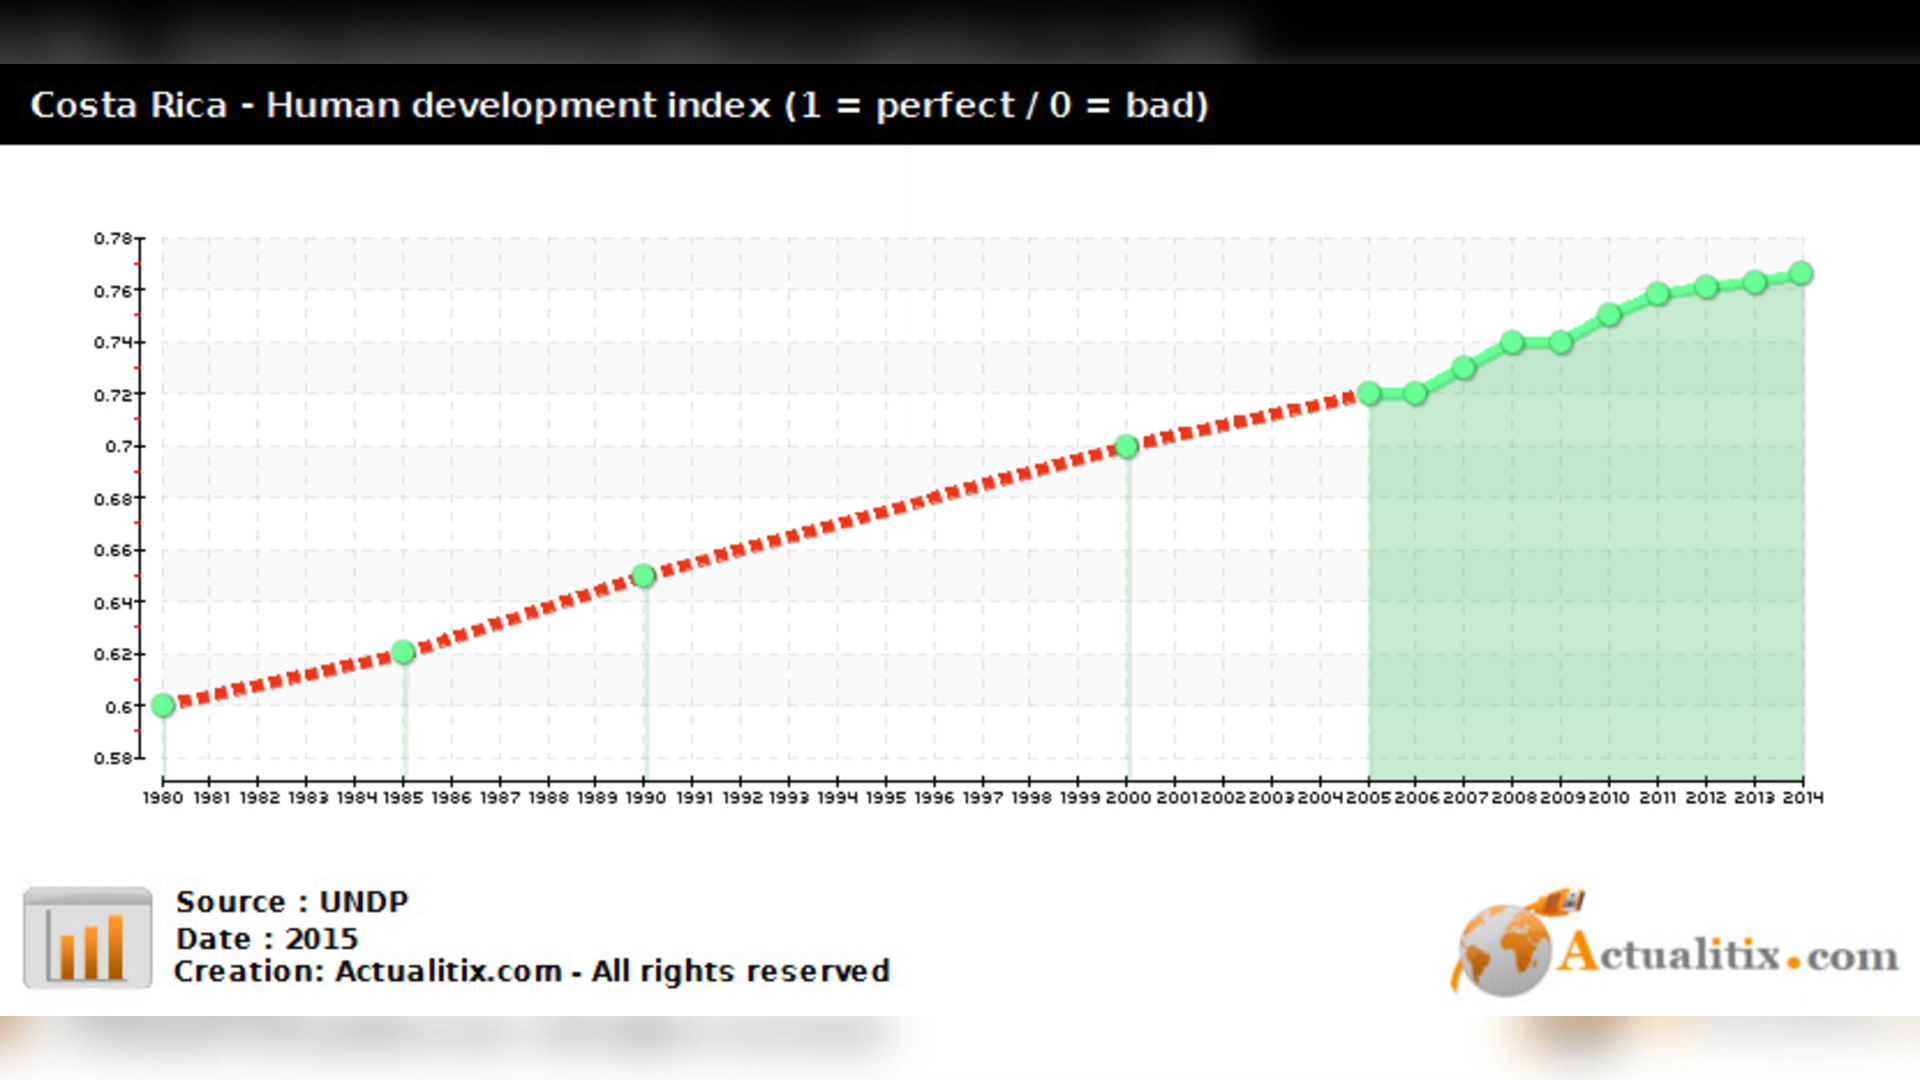 Costa Rica - Human development index (1 = perfect / 0 = bad)
0.78
0.76
0.74
0.72
0.7
0.68
0.66
0.64
0.62
0.6
0.58
1980 1981 1982 1983 1984 1985 1986 1987 1988 1989 1990 1991 1992 1993 1994 1995 1996 1997 1998 1999 2000 2001 2002 2003 2004 2005 2006 2007 2008 2009 2010 2011 2012 2013 2014
Source : UNDP
Date : 2015
Creation: Actualitix.com - All rights reserved
Actualitix.com